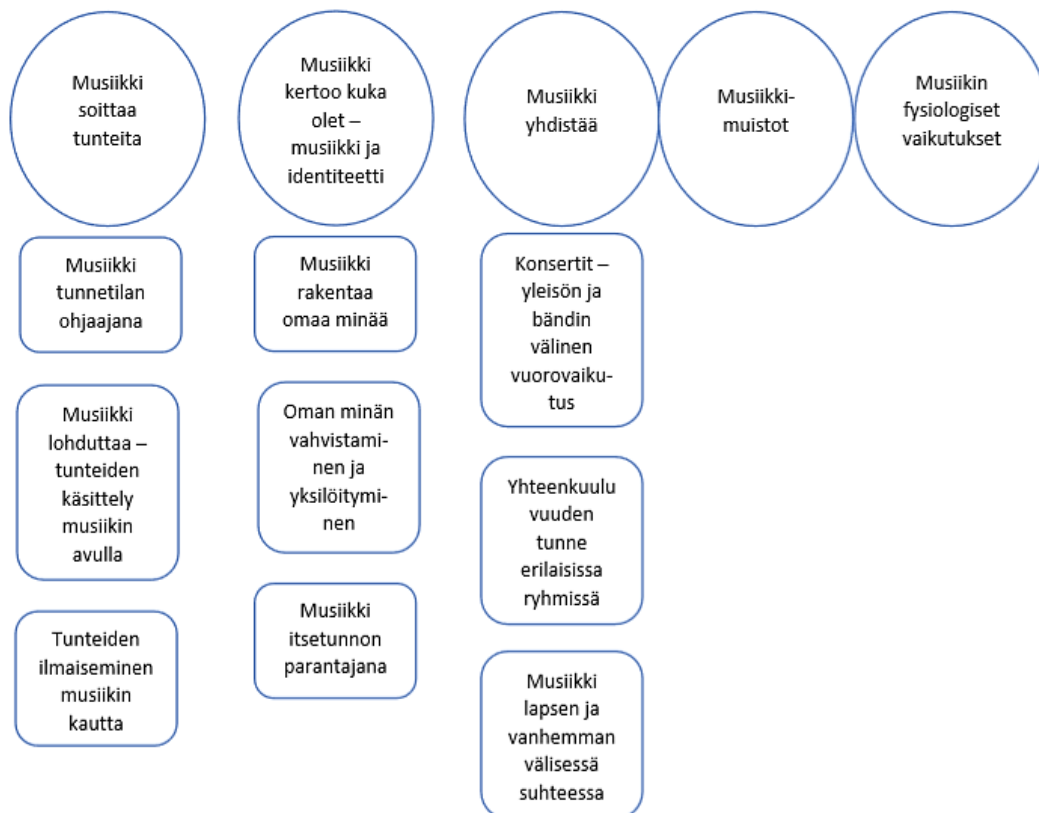 Musiikki
soittaa
tunteita
Musiikki
kertoo kuka
olet –
musiikki ja
identiteetti
Musiikki
yhdistää
Musiikki-
muistot
Musiikin
fysiologiset
vaikutukset
Musiikki
tunnetilan
ohjaajana
Musiikki
lohduttaa –
tunteiden
käsittely
musiikin
avulla
Tunteiden
ilmaiseminen
musiikin
kautta
Musiikki
rakentaa
omaa minää
Oman minän
vahvistami-
nen ja
yksilöitymi-
nen
Musiikki
itsetunnon
parantajana
Konsertit –
yleisön ja
bändin
välinen
vuorovaiku-
tus
Yhteenkuulu
vuuden
tunne
erilaisissa
ryhmissä
Musiikki
lapsen ja
vanhemman
välisessä
suhteessa